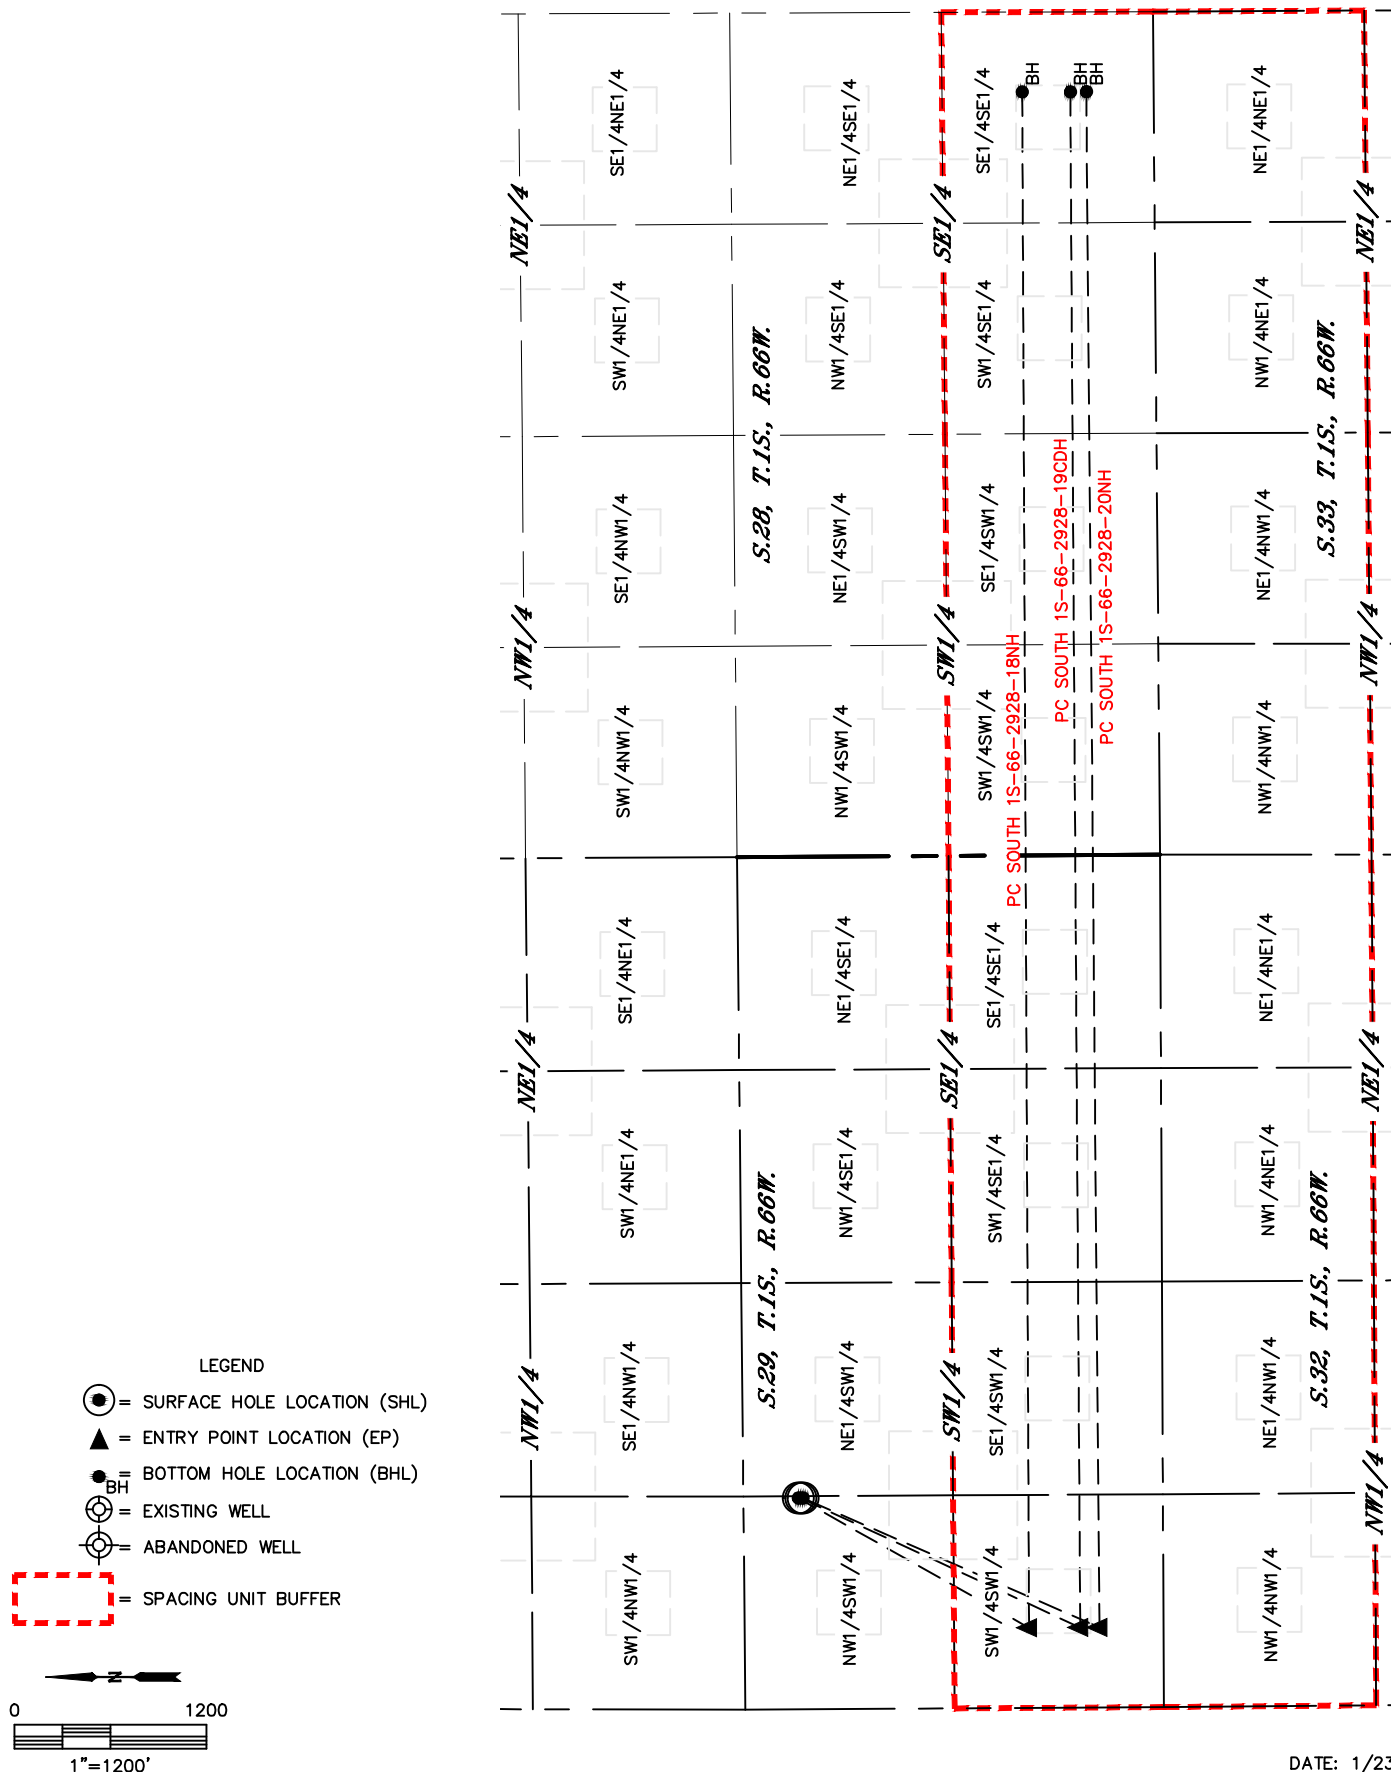 BH
BH
BH
SE1/4NE1/4
NE1/4SE1/4
SE1/4SE1/4
NE1/4NE1/4
NE1/4
SE1/4
NE1/4
SW1/4NE1/4
NW1/4SE1/4
SW1/4SE1/4
NW1/4NE1/4
S.28, T.1S., R.66W.
S.33, T.1S., R.66W.
SE1/4NW1/4
NE1/4SW1/4
SE1/4SW1/4
NE1/4NW1/4
PC SOUTH 1S-66-2928-18NH
PC SOUTH 1S-66-2928-19CDH
PC SOUTH 1S-66-2928-20NH
NW1/4
SW1/4
NW1/4
SW1/4NW1/4
NW1/4SW1/4
SW1/4SW1/4
NW1/4NW1/4
SE1/4NE1/4
NE1/4SE1/4
SE1/4SE1/4
NE1/4NE1/4
NE1/4
SE1/4
NE1/4
SW1/4NE1/4
NW1/4SE1/4
SW1/4SE1/4
NW1/4NE1/4
S.29, T.1S., R.66W.
S.32, T.1S., R.66W.
SE1/4NW1/4
NE1/4SW1/4
SE1/4SW1/4
NE1/4NW1/4
NW1/4
SW1/4
NW1/4
SW1/4NW1/4
NW1/4SW1/4
SW1/4SW1/4
NW1/4NW1/4
LEGEND
= SURFACE HOLE LOCATION (SHL)
= ENTRY POINT LOCATION (EP)
BH = BOTTOM HOLE LOCATION (BHL)
= EXISTING WELL
= ABANDONED WELL
= SPACING UNIT BUFFER
N
0 1200
1"=1200'
DATE: 1/23